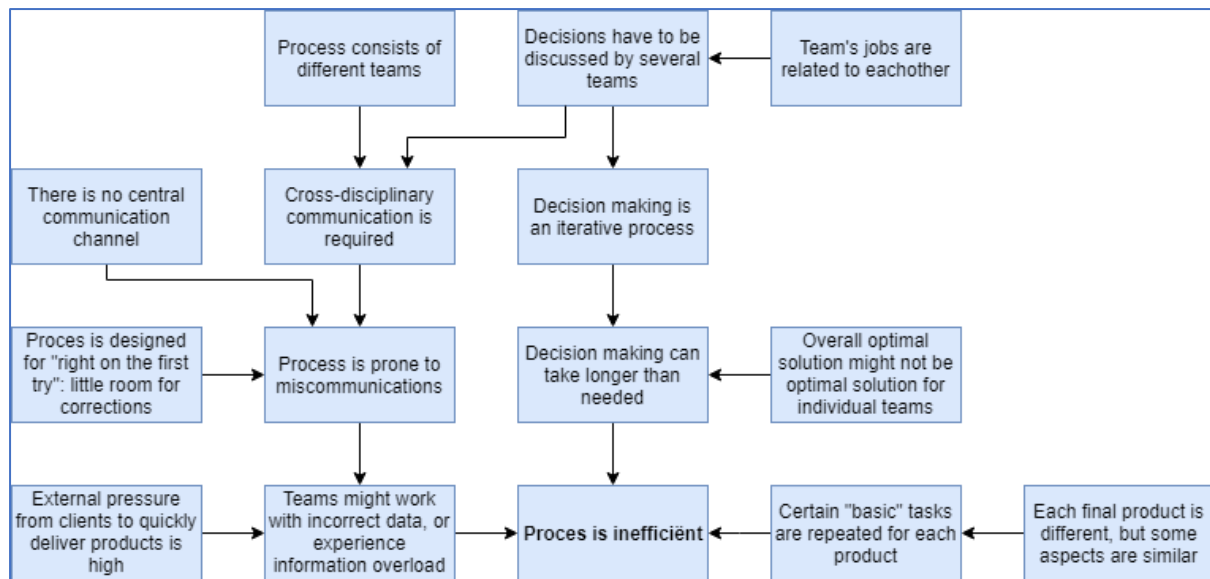 Process consists of
different teams
Decisions have to be
discussed by several
teams
Team's jobs are
related to eachother
There is no central
communication
channel
Cross-disciplinary
communication is
required
Decision making is
an iterative process
Proces is designed
for "right on the first
try": little room for
corrections
Process is prone to
miscommunications
Decision making can
take longer than
needed
Overall optimal
solution might not be
optimal solution for
individual teams
External pressure
from clients to quickly
deliver products is
high
Teams might work
with incorrect data, or
experience
information overload
Proces is inefficiënt
Certain "basic" tasks
are repeated for each
product
Each final product is
different, but some
aspects are similar